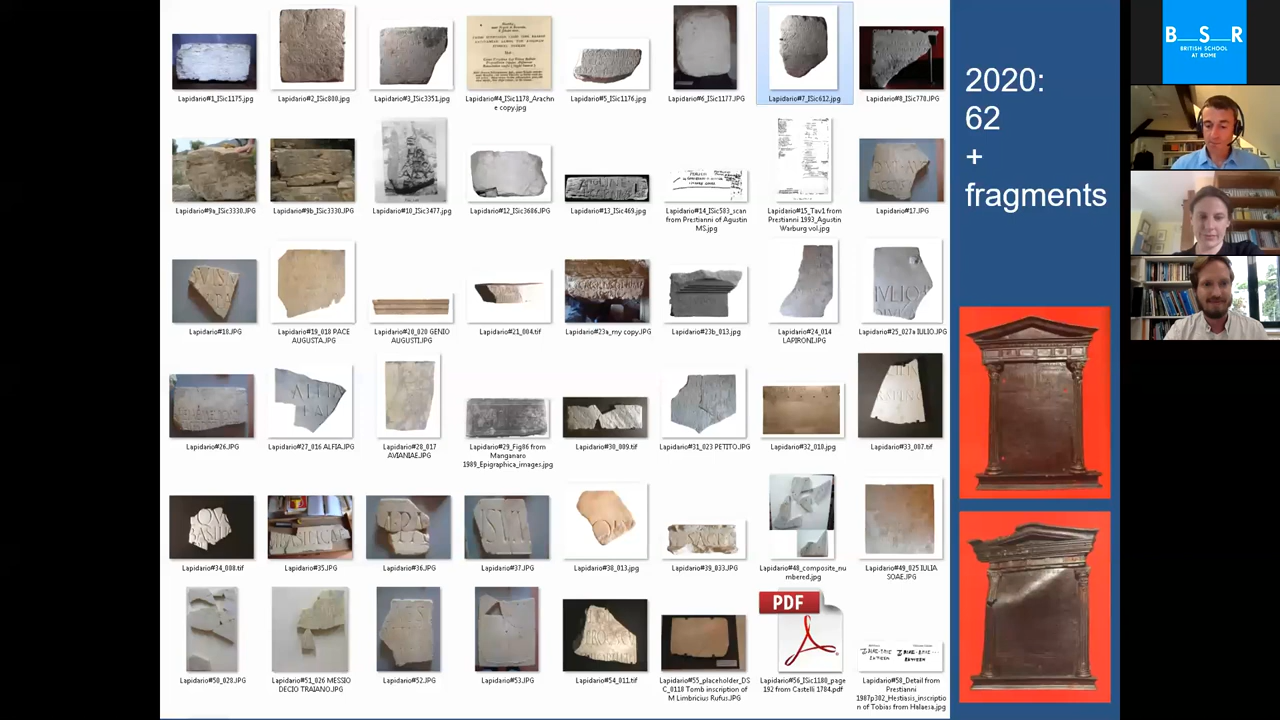 Lapidario#1_ISic1175.jpg
Lapidario#2_ISic800.jpg
Lapidario#3_ISic3351.jpg
Lapidario#4_ISic1178_Arachn
e copy.jpg
Lapidario#5_ISic1176.jpg
Lapidario#6_ISic1177.JPG
Lapidario#7_ISic612.jpg
Lapidario#8_ISic770.jpg
Lapidario#9a_ISic3330.JPG
Lapidario#9b_ISic3330.JPG
Lapidario#10_ISic3477.jpg
Lapidario#12_ISic3686.JPG
Lapidario#13_ISic469.jpg
Lapidario#14_ISic583_scan
from Prestianni of Agustin
MS.jpg
Lapidario#15_Tav1 from
Prestianni 1993_Agustin
Warburg vol.jpg
Lapidario#17.JPG
Lapidario#18.JPG
Lapidario#19_018 PACE
AUGUSTA.JPG
Lapidario#20_020 GENIO
AUGUSTI.JPG
Lapidario#21_004.tif
Lapidario#23a_my copy.JPG
Lapidario#23b_013.jpg
Lapidario#24_014
LAPIRONI.JPG
Lapidario#25_027a IULIO.JPG
Lapidario#26.JPG
Lapidario#27_016 ALFIA.JPG
Lapidario#28_017
AVIANIAE.JPG
Lapidario#29_Fig86 from
Manganaro
1989_Epigraphica_images.jpg
Lapidario#30_009.tif
Lapidario#31_023 PETITO.JPG
Lapidario#32_010.jpg
Lapidario#33_007.tif
Lapidario#34_008.tif
Lapidario#35.JPG
Lapidario#36.JPG
Lapidario#37.JPG
Lapidario#38_013.jpg
Lapidario#39_033.JPG
Lapidario#48_composite_nu
mbered.jpg
Lapidario#49_025 IULIA
SOAE.JPG
Lapidario#50_028.JPG
Lapidario#51_026 MESSIO
DECIO TRAIANO.JPG
Lapidario#52.JPG
Lapidario#53.JPG
Lapidario#54_011.tif
Lapidario#55_placeholder_DS
C_0118 Tomb inscription of
M Limbricius Rufus.JPG
PDF
Lapidario#56_ISic1180_page
192 from Castelli 1784.pdf
Lapidario#58_Detail from
Prestianni
1987p302_Hestiasis_inscriptio
n of Tobias from Halaesa.jpg
2020:
62
+
fragments
B__S__R
BRITISH SCHOOL
AT ROME